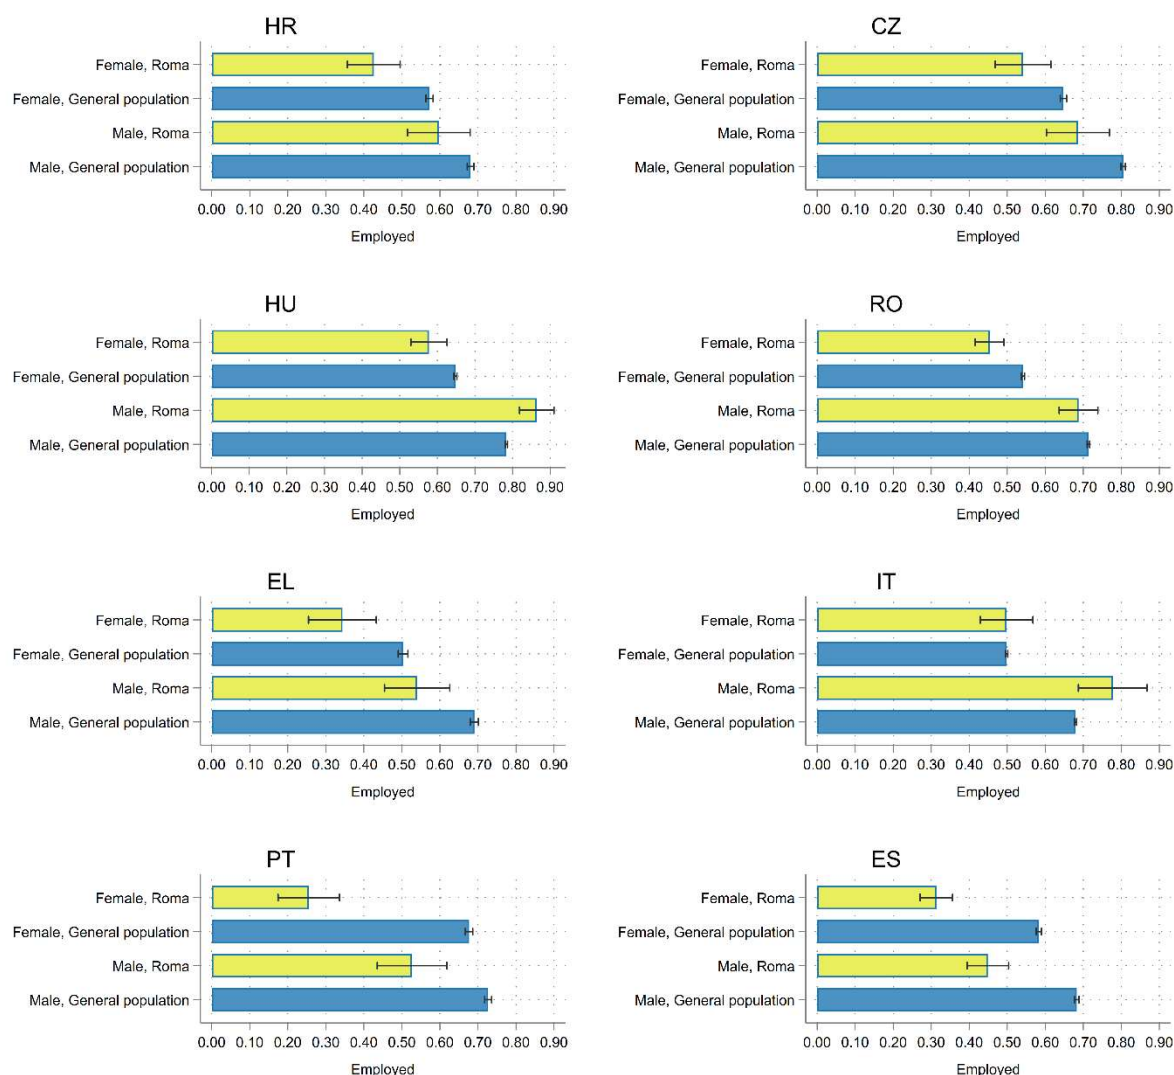 HR
Female, Roma
Female, General population
Male, Roma
Male, General population
0.00 0.10 0.20 0.30 0.40 0.50 0.60 0.70 0.80 0.90
Employed
CZ
Female, Roma
Female, General population
Male, Roma
Male, General population
0.00 0.10 0.20 0.30 0.40 0.50 0.60 0.70 0.80 0.90
Employed
HU
Female, Roma
Female, General population
Male, Roma
Male, General population
0.00 0.10 0.20 0.30 0.40 0.50 0.60 0.70 0.80 0.90
Employed
RO
Female, Roma
Female, General population
Male, Roma
Male, General population
0.00 0.10 0.20 0.30 0.40 0.50 0.60 0.70 0.80 0.90
Employed
EL
Female, Roma
Female, General population
Male, Roma
Male, General population
0.00 0.10 0.20 0.30 0.40 0.50 0.60 0.70 0.80 0.90
Employed
IT
Female, Roma
Female, General population
Male, Roma
Male, General population
0.00 0.10 0.20 0.30 0.40 0.50 0.60 0.70 0.80 0.90
Employed
PT
Female, Roma
Female, General population
Male, Roma
Male, General population
0.00 0.10 0.20 0.30 0.40 0.50 0.60 0.70 0.80 0.90
Employed
ES
Female, Roma
Female, General population
Male, Roma
Male, General population
0.00 0.10 0.20 0.30 0.40 0.50 0.60 0.70 0.80 0.90
Employed